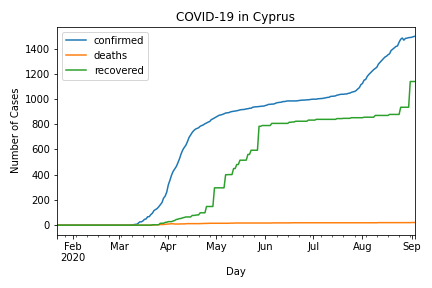 COVID-19 in Cyprus
confirmed
deaths
recovered
Number of Cases
1400
1200
1000
800
600
400
200
0
Feb Mar Apr May Jun Jul Aug Sep
2020
Day